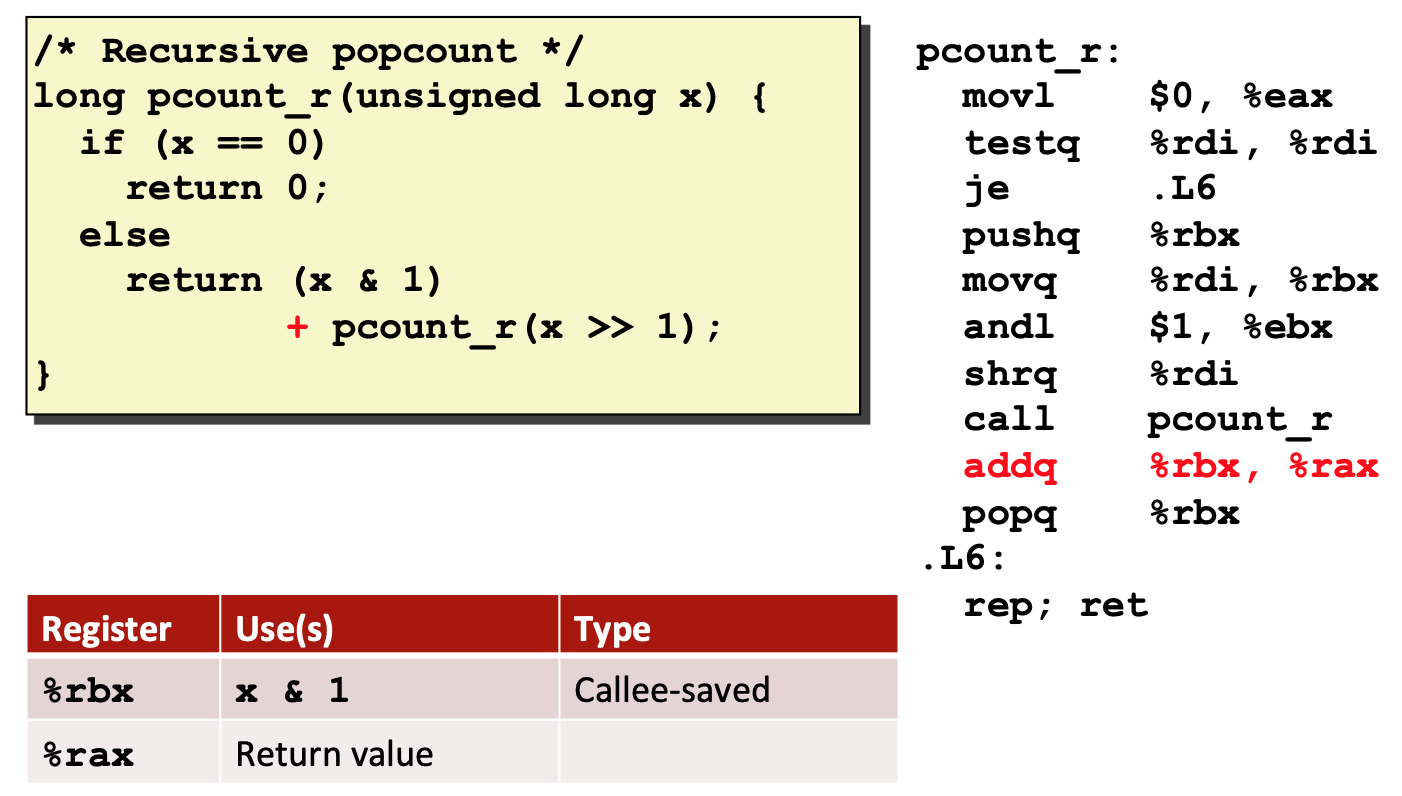 /* Recursive popcount */
long pcount_r(unsigned long x) {
  if (x == 0)
    return 0;
  else
    return (x & 1)
           + pcount_r(x >> 1);
}
pcount_r:
  movl    $0, %eax
  testq   %rdi, %rdi
  je      .L6
  pushq   %rbx
  movq    %rdi, %rbx
  andl    $1, %ebx
  shrq    %rdi
  call    pcount_r
  addq    %rbx, %rax
  popq    %rbx
.L6:
  rep; ret
Register Use(s) Type
%rbx x & 1 Callee-saved
%rax Return value